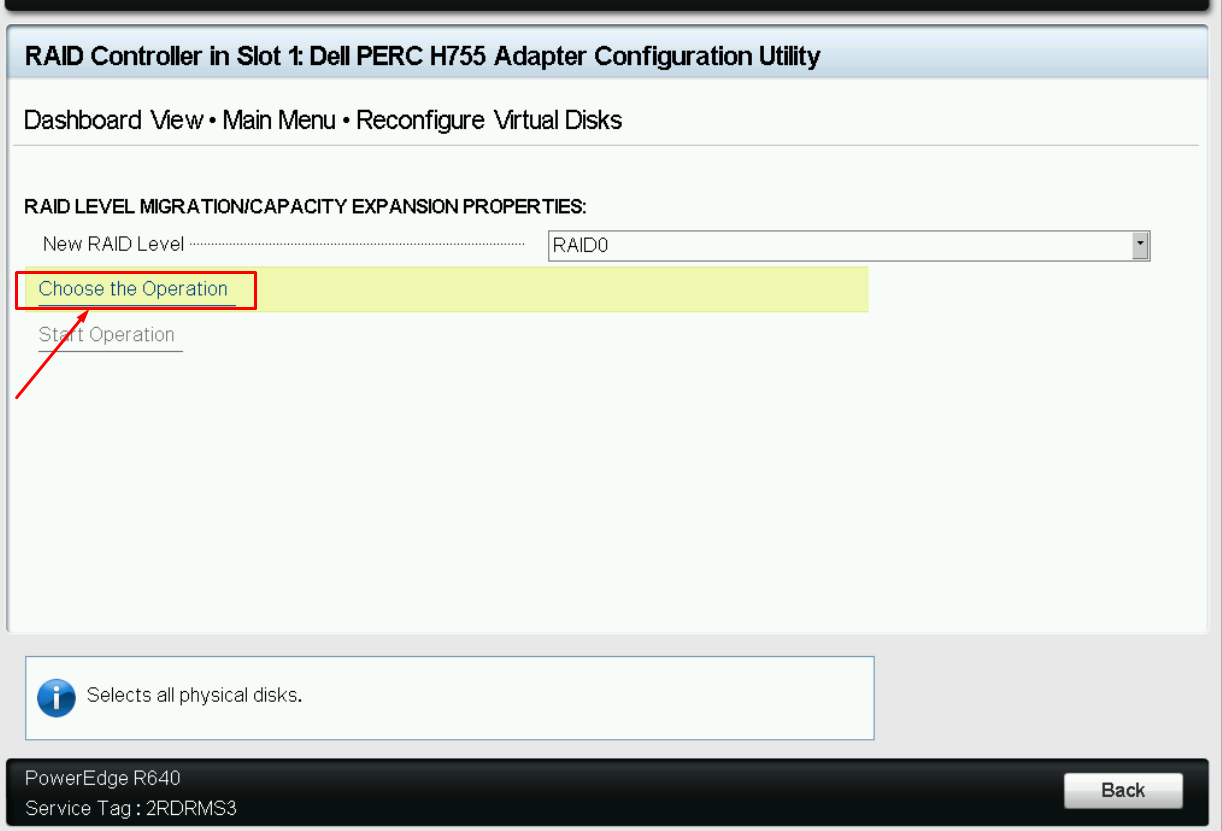 RAID Controller in Slot 1: Dell PERC H755 Adapter Configuration Utility
Dashboard View • Main Menu • Reconfigure Virtual Disks
RAID LEVEL MIGRATION/CAPACITY EXPANSION PROPERTIES:
New RAID Level RAID0
Choose the Operation
Start Operation
Selects all physical disks.
PowerEdge R640
Service Tag : 2RDRMS3
Back